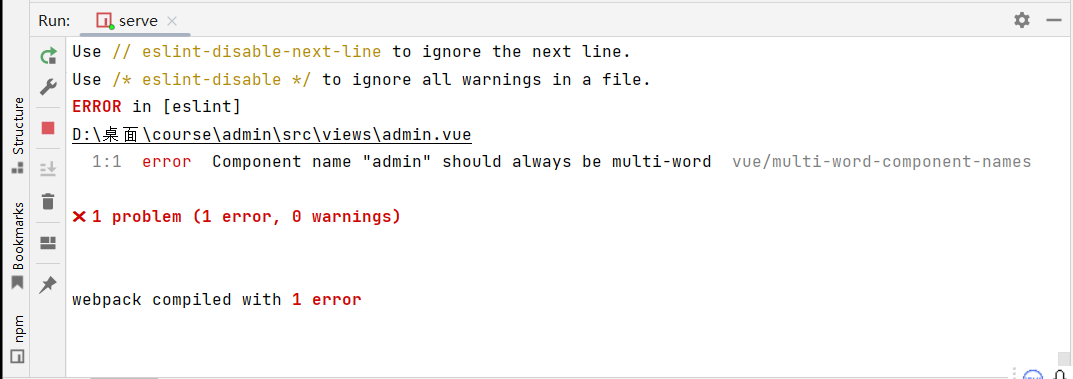 Run: serve
Use // eslint-disable-next-line to ignore the next line.
Use /* eslint-disable */ to ignore all warnings in a file.
ERROR in [eslint]
D:\桌面\course\admin\src\views\admin.vue
1:1 error Component name "admin" should always be multi-word vue/multi-word-component-names
✕ 1 problem (1 error, 0 warnings)
webpack compiled with 1 error
Structure
Bookmarks
npm